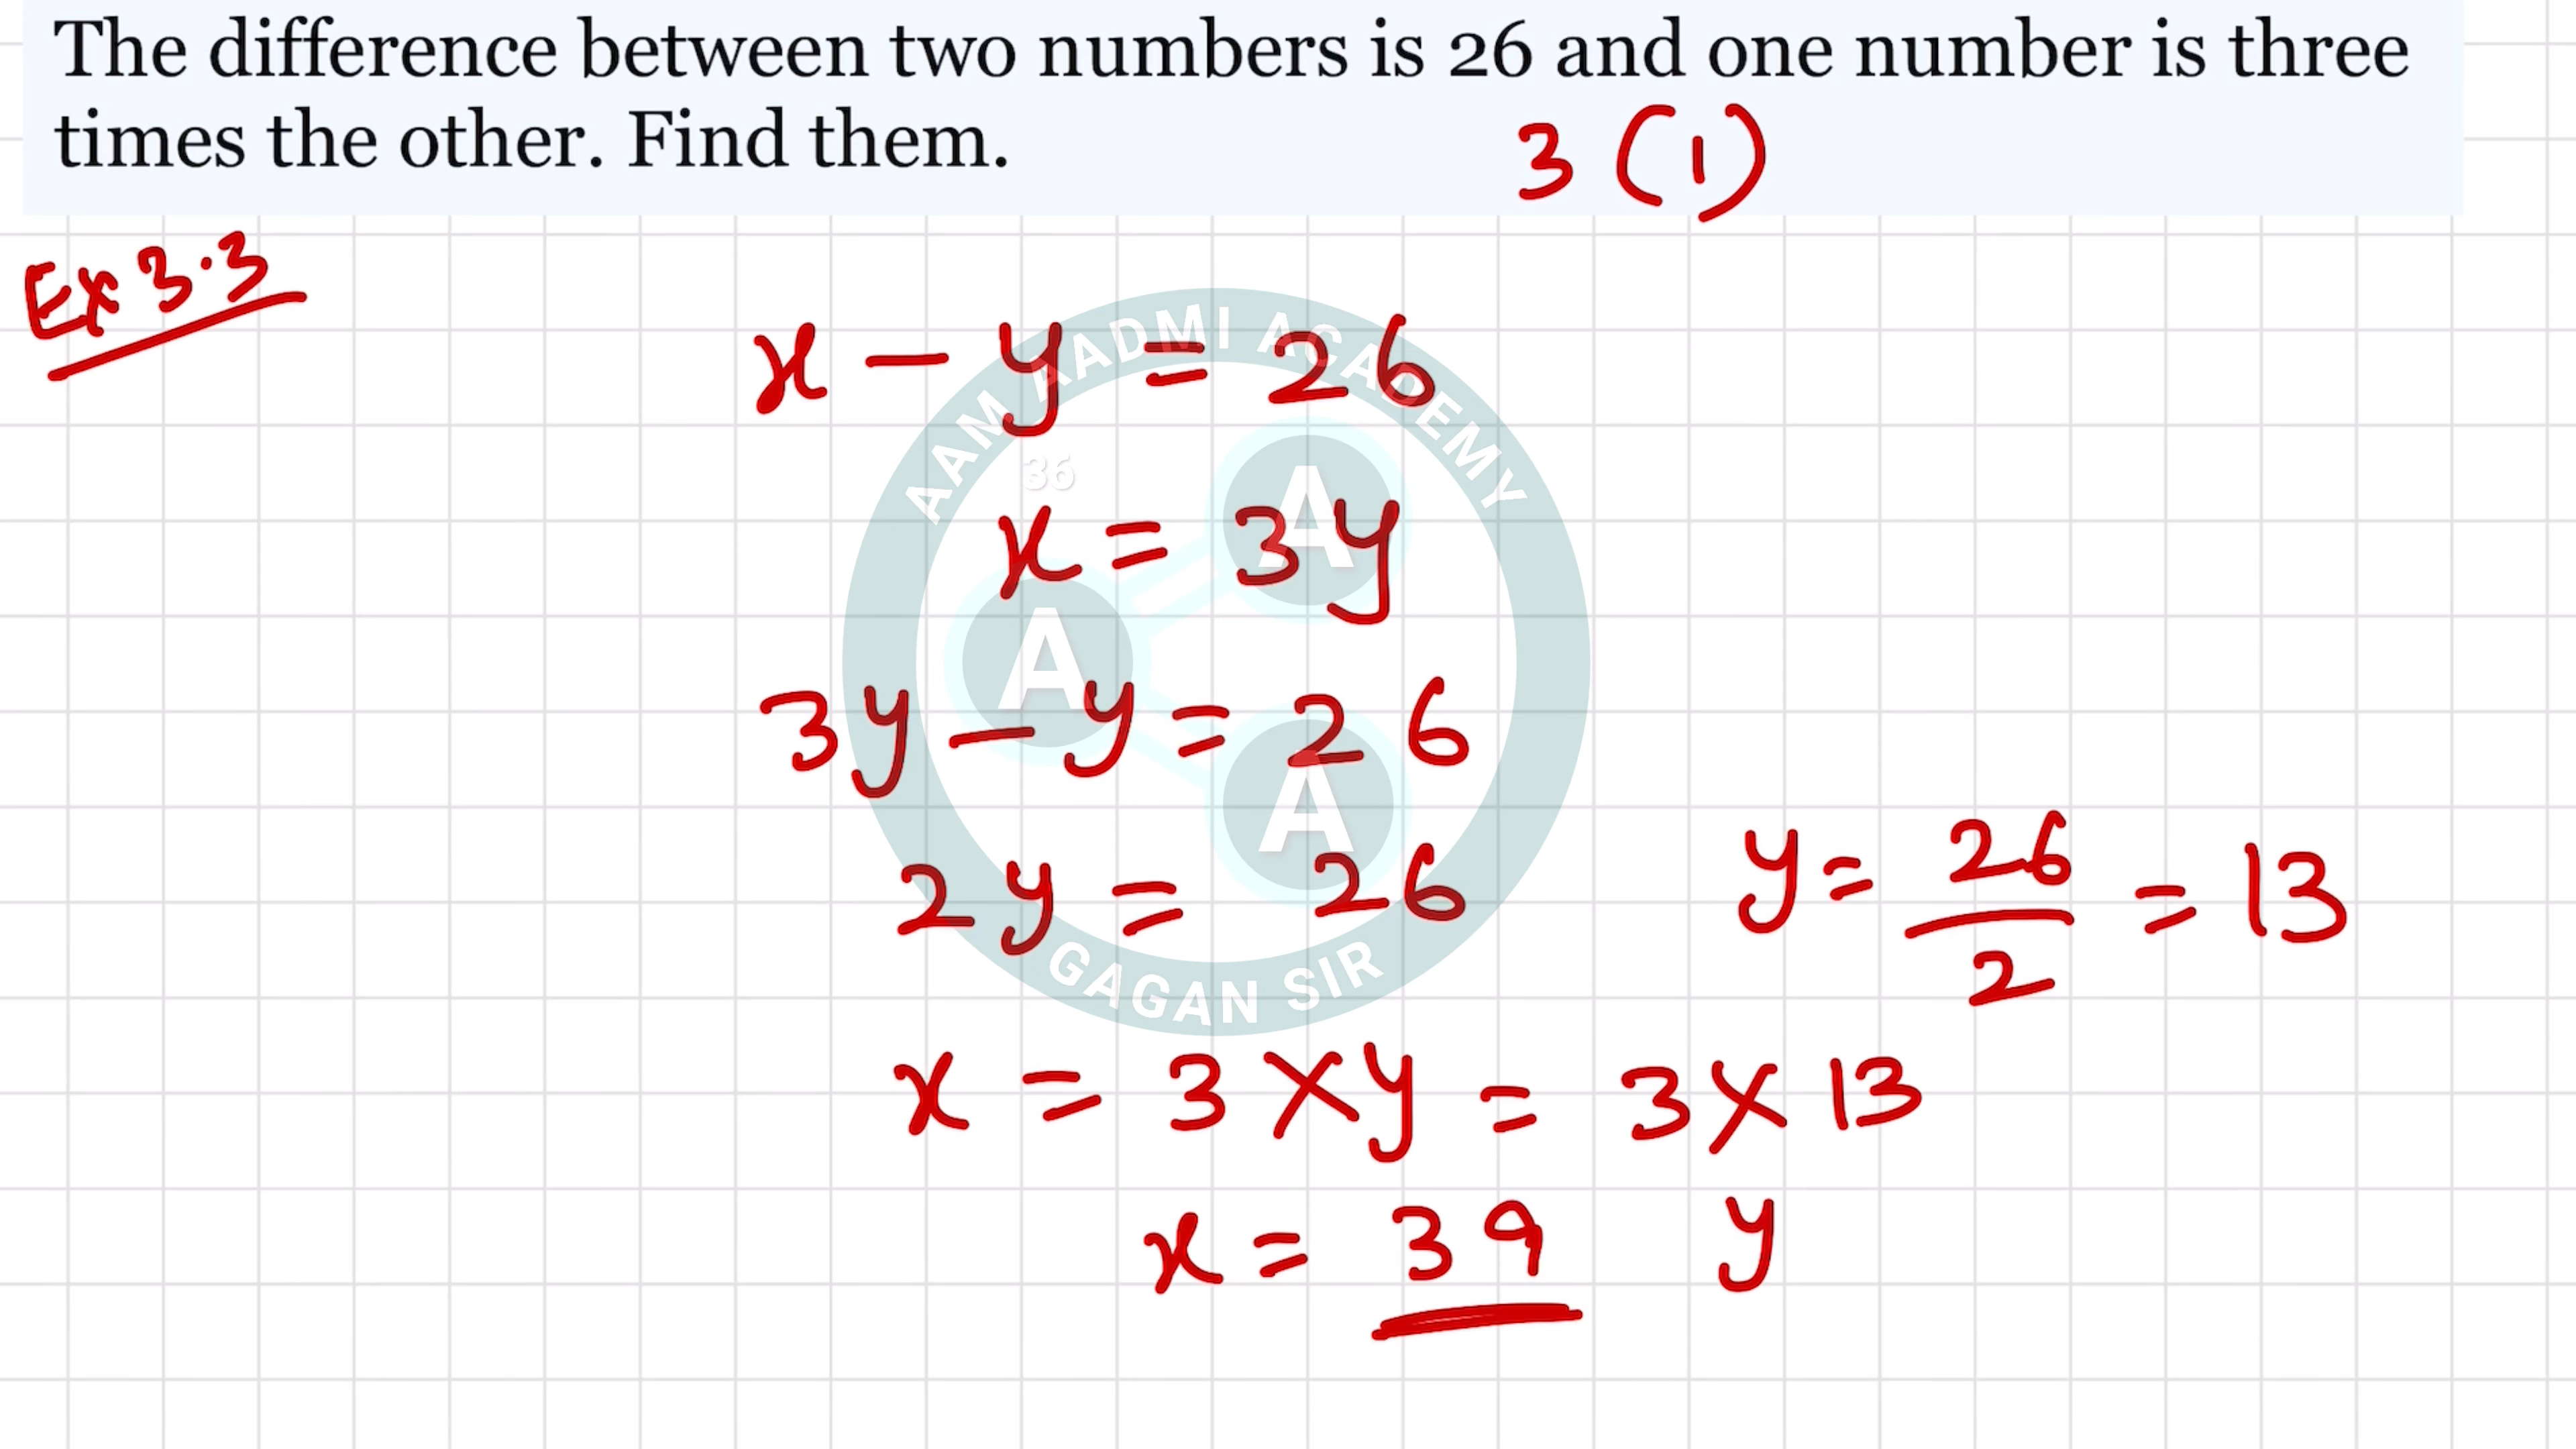 The difference between two numbers is 26 and one number is three
times the other. Find them.
3 (1)
Ex 3.3
x - y = 26
AAM AADMI ACADEMY
36
x = 3y
A
A
3y - y = 26
A
2y = 26
y = 26/2 = 13
GAGAN SIR
x = 3 × y = 3 × 13
x = 39 y